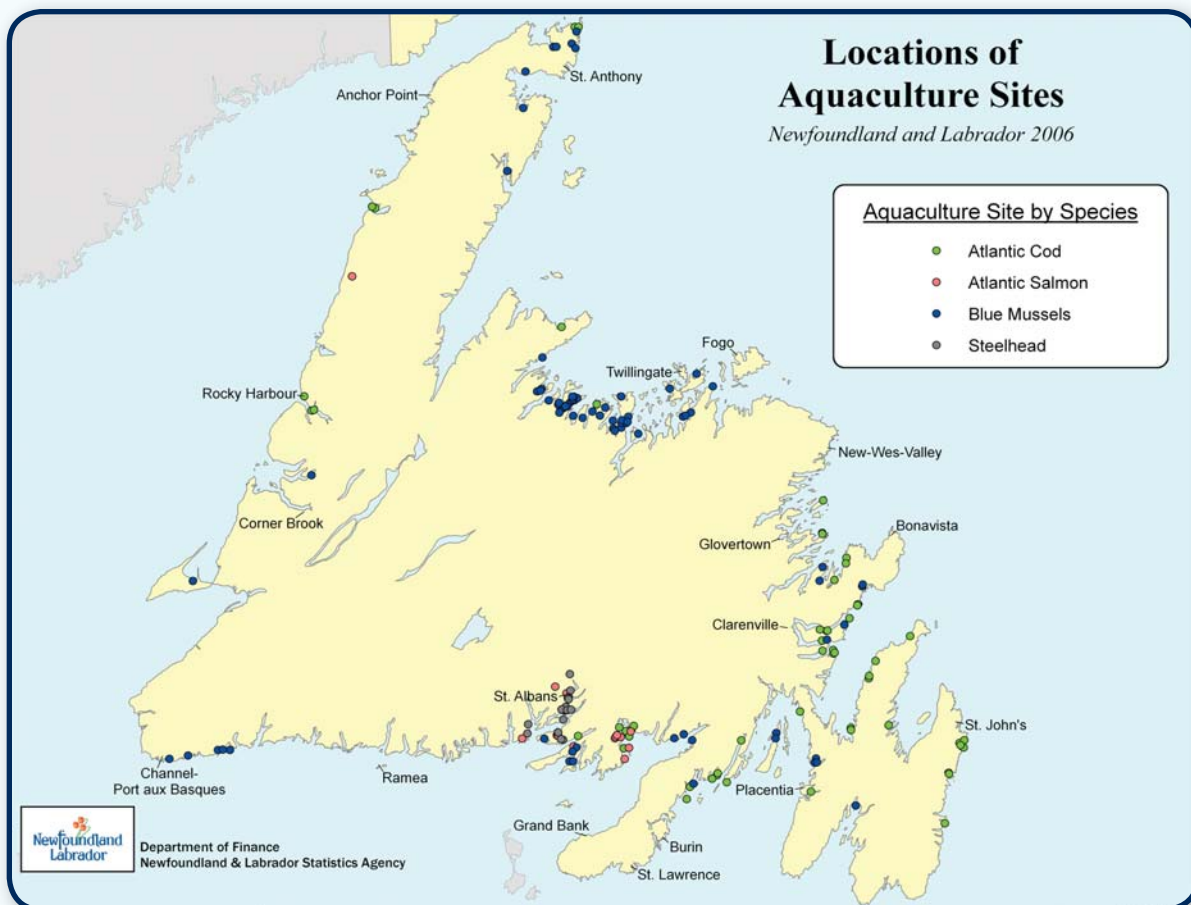 Locations of
Aquaculture Sites
Newfoundland and Labrador 2006
Aquaculture Site by Species
Atlantic Cod
Atlantic Salmon
Blue Mussels
Steelhead
St. Anthony
Anchor Point
Fogo
Twillingate
Rocky Harbour
New-Wes-Valley
Corner Brook
Bonavista
Glovertown
Clarenville
St. Albans
St. John's
Channel-
Port aux Basques
Ramea
Placentia
Grand Bank
Burin
St. Lawrence
Newfoundland
Labrador
Department of Finance
Newfoundland & Labrador Statistics Agency